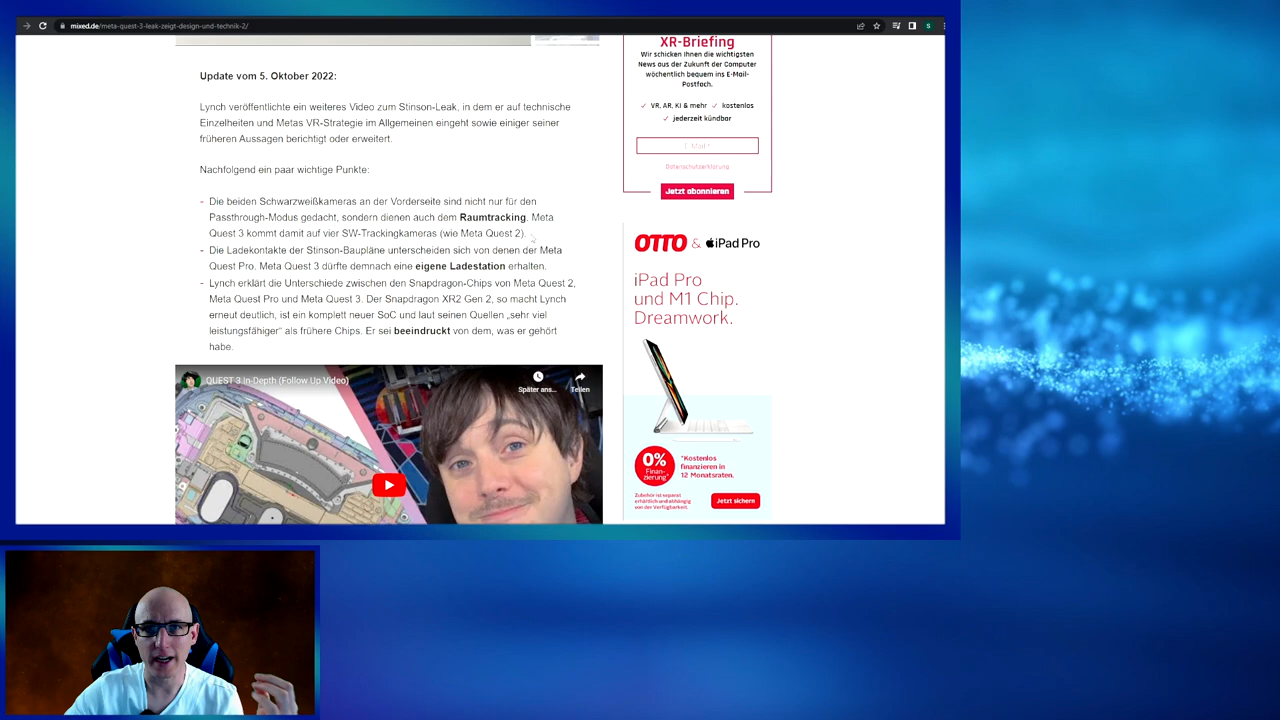 mixed.de/meta-quest-3-leak-zeigt-design-und-technik-2/
Update vom 5. Oktober 2022:
Lynch veröffentlichte ein weiteres Video zum Stinson-Leak, in dem er auf technische
Einzelheiten und Metas VR-Strategie im Allgemeinen eingeht sowie einiger seiner
früheren Aussagen berichtigt oder erweitert.
Nachfolgend ein paar wichtige Punkte:
- Die beiden Schwarzweißkameras an der Vorderseite sind nicht nur für den
Passthrough-Modus gedacht, sondern dienen auch dem Raumtracking. Meta
Quest 3 kommt damit auf vier SW-Trackingkameras (wie Meta Quest 2).
- Die Ladekontakte der Stinson-Baupläne unterscheiden sich von denen der Meta
Quest Pro. Meta Quest 3 dürfte demnach eine eigene Ladestation erhalten.
- Lynch erklärt die Unterschiede zwischen den Snapdragon-Chips von Meta Quest 2,
Meta Quest Pro und Meta Quest 3. Der Snapdragon XR2 Gen 2, so macht Lynch
erneut deutlich, ist ein komplett neuer SoC und laut seinen Quellen „sehr viel
leistungsfähiger“ als frühere Chips. Er sei beeindruckt von dem, was er gehört
habe.
QUEST 3 In-Depth (Follow Up Video)
Später ans...
Teilen
XR-Briefing
Wir schicken Ihnen die wichtigsten
News aus der Zukunft der Computer
wöchentlich bequem ins E-Mail-
Postfach.
✓ VR, AR, KI & mehr ✓ kostenlos
✓ jederzeit kündbar
E-Mail *
Datenschutzerklärung
Jetzt abonnieren
OTTO & iPad Pro
iPad Pro
und M1 Chip.
Dreamwork.
0%
Finan-
zierung*
*Kostenlos
finanzieren in
12 Monatsraten.
Zubehör ist separat
erhältlich und abhängig
von der Verfügbarkeit.
Jetzt sichern